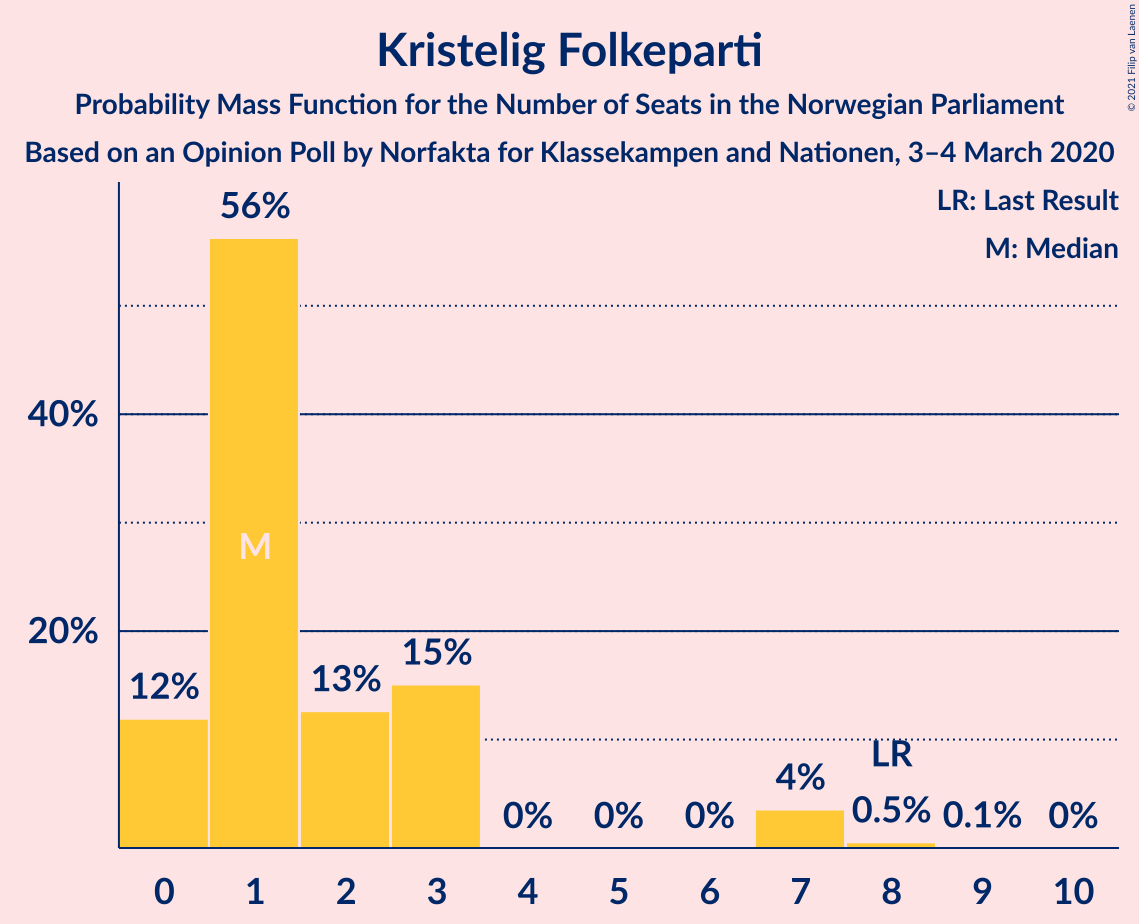 Kristelig Folkeparti
Probability Mass Function for the Number of Seats in the Norwegian Parliament
Based on an Opinion Poll by Norfakta for Klassekampen and Nationen, 3–4 March 2020
© 2021 Filip van Laenen
LR: Last Result
M: Median
56%
40%
M
20%
15%
13%
12%
LR
4%
0% 0% 0% 0.5% 0.1% 0%
0 1 2 3 4 5 6 7 8 9 10